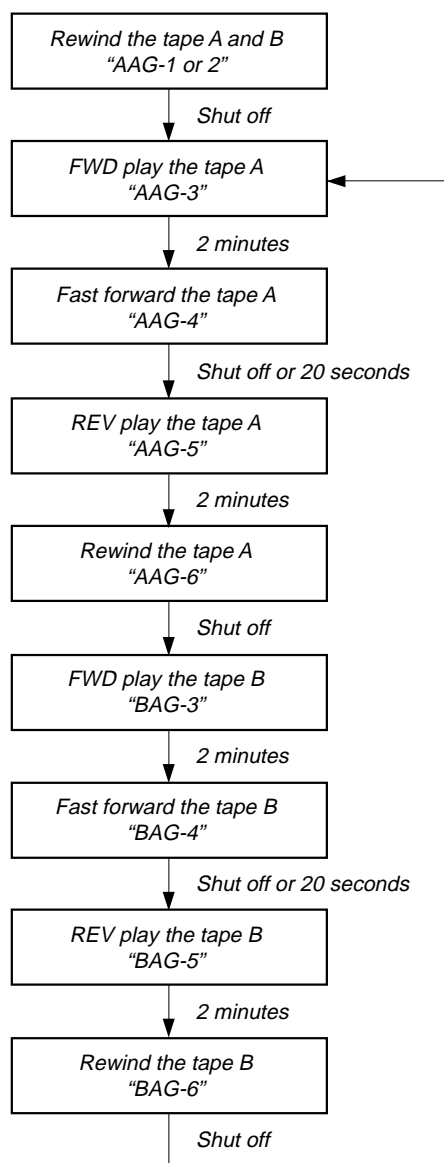 Rewind the tape A and B
“AAG-1 or 2”
Shut off
FWD play the tape A
“AAG-3”
2 minutes
Fast forward the tape A
“AAG-4”
Shut off or 20 seconds
REV play the tape A
“AAG-5”
2 minutes
Rewind the tape A
“AAG-6”
Shut off
FWD play the tape B
“BAG-3”
2 minutes
Fast forward the tape B
“BAG-4”
Shut off or 20 seconds
REV play the tape B
“BAG-5”
2 minutes
Rewind the tape B
“BAG-6”
Shut off